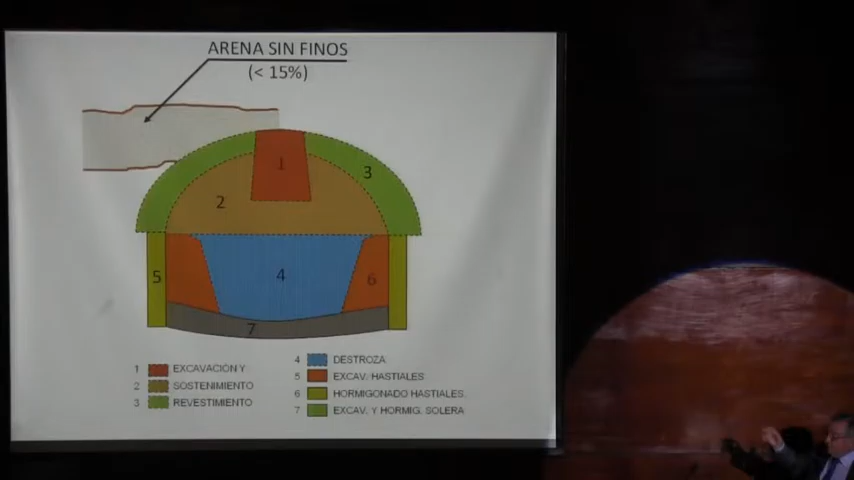 ARENA SIN FINOS
(< 15%)
1
3
2
5
4
6
7
1 EXCAVACIÓN Y
2 SOSTENIMIENTO
3 REVESTIMIENTO
4 DESTROZA
5 EXCAV. HASTIALES
6 HORMIGONADO HASTIALES
7 EXCAV. Y HORMIG. SOLERA